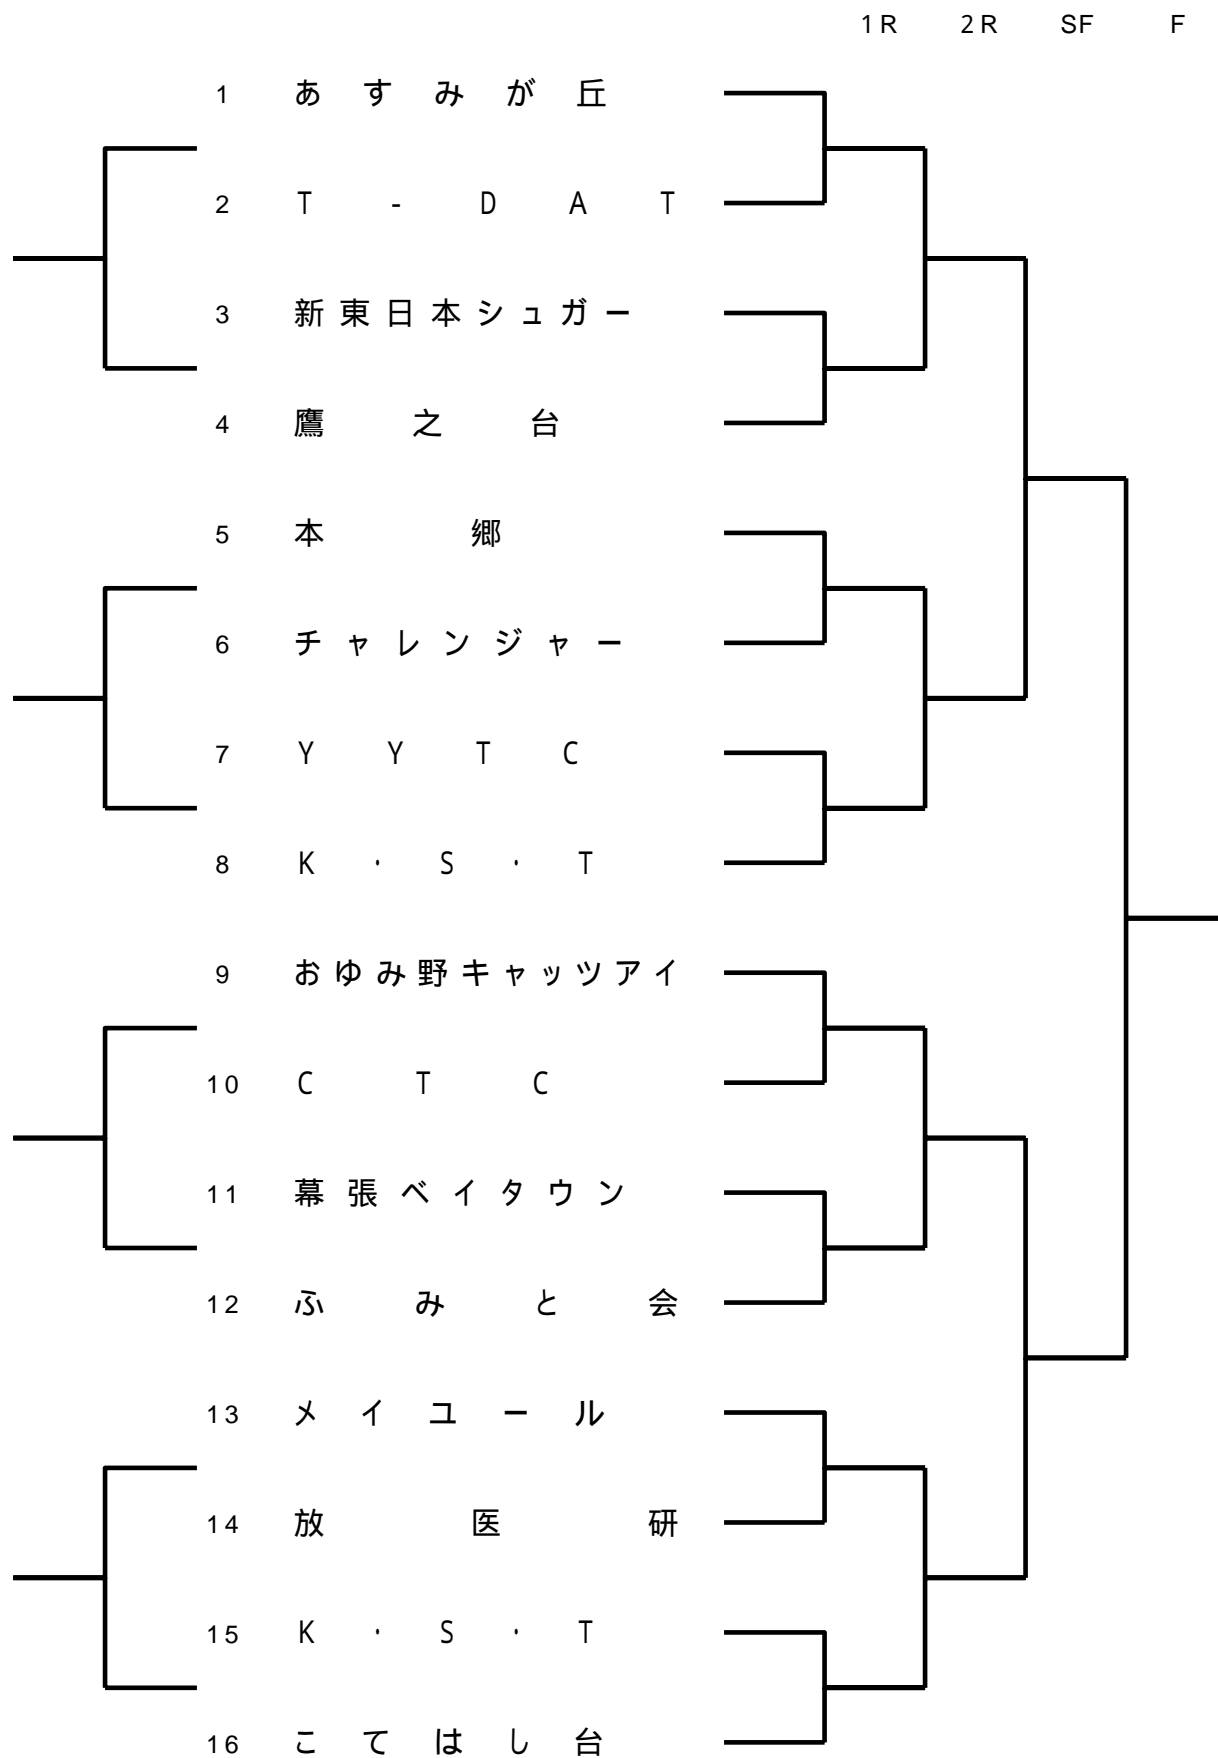 1R 2R SF F
1 あすみが丘
2 T-DAT
3 新東日本シュガー
4 鷹之台
5 本郷
6 チャレンジャー
7 YYTC
8 K・S・T
9 おゆみ野キャッツアイ
10 CTC
11 幕張ベイタウン
12 ふみと会
13 メイユール
14 放医研
15 K・S・T
16 こてはし台